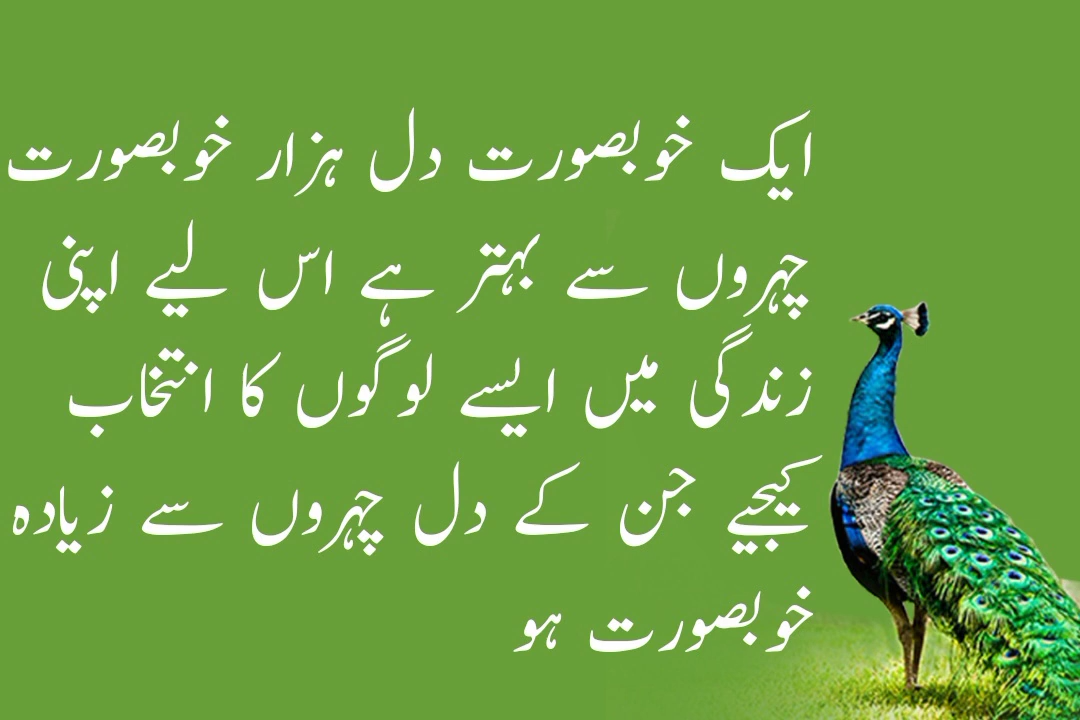 ایک خوبصورت دل ہزار خوبصورت
چہروں سے بہتر ہے اس لیے اپنی
زندگی میں ایسے لوگوں کا انتخاب
کیجیے جن کے دل چہروں سے زیادہ
خوبصورت ہو